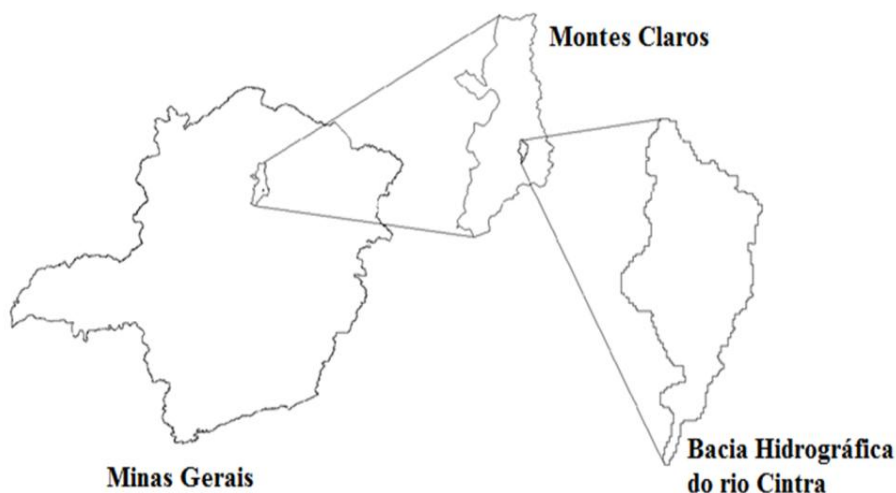 Montes Claros
Minas Gerais
Bacia Hidrográfica
do rio Cintra